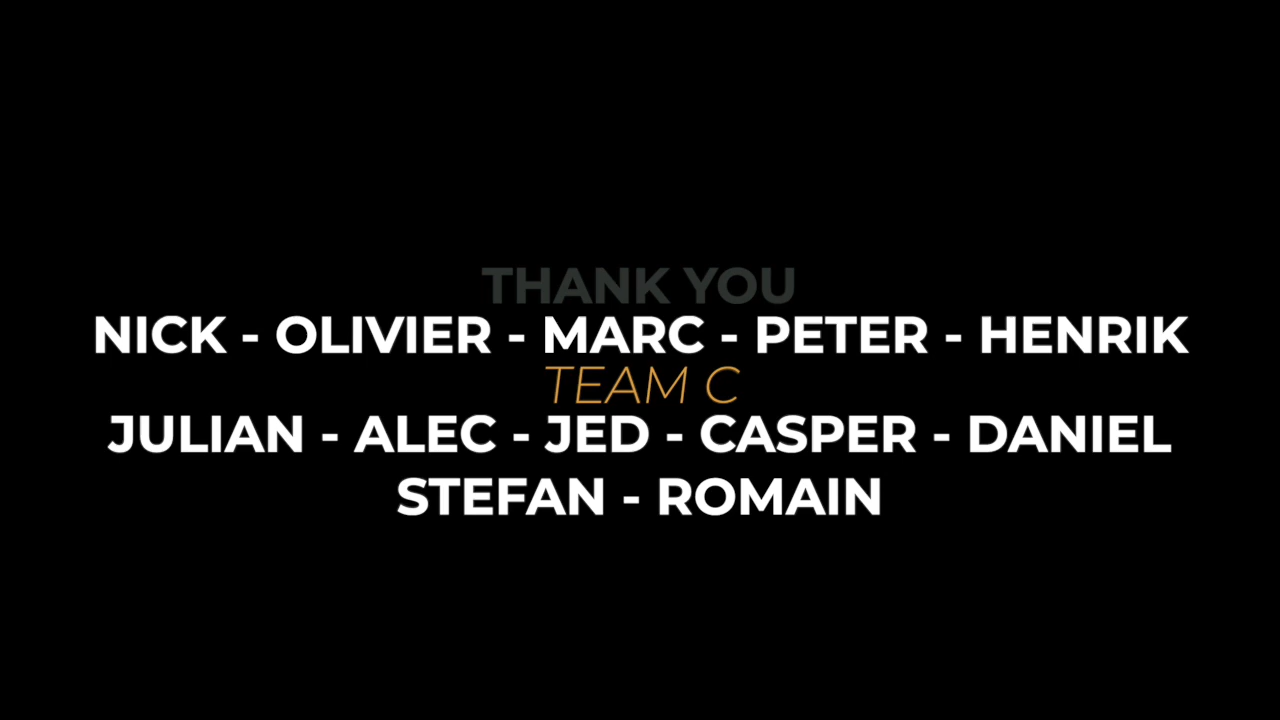 THANK YOU
NICK - OLIVIER - MARC - PETER - HENRIK
TEAM C
JULIAN - ALEC - JED - CASPER - DANIEL
STEFAN - ROMAIN